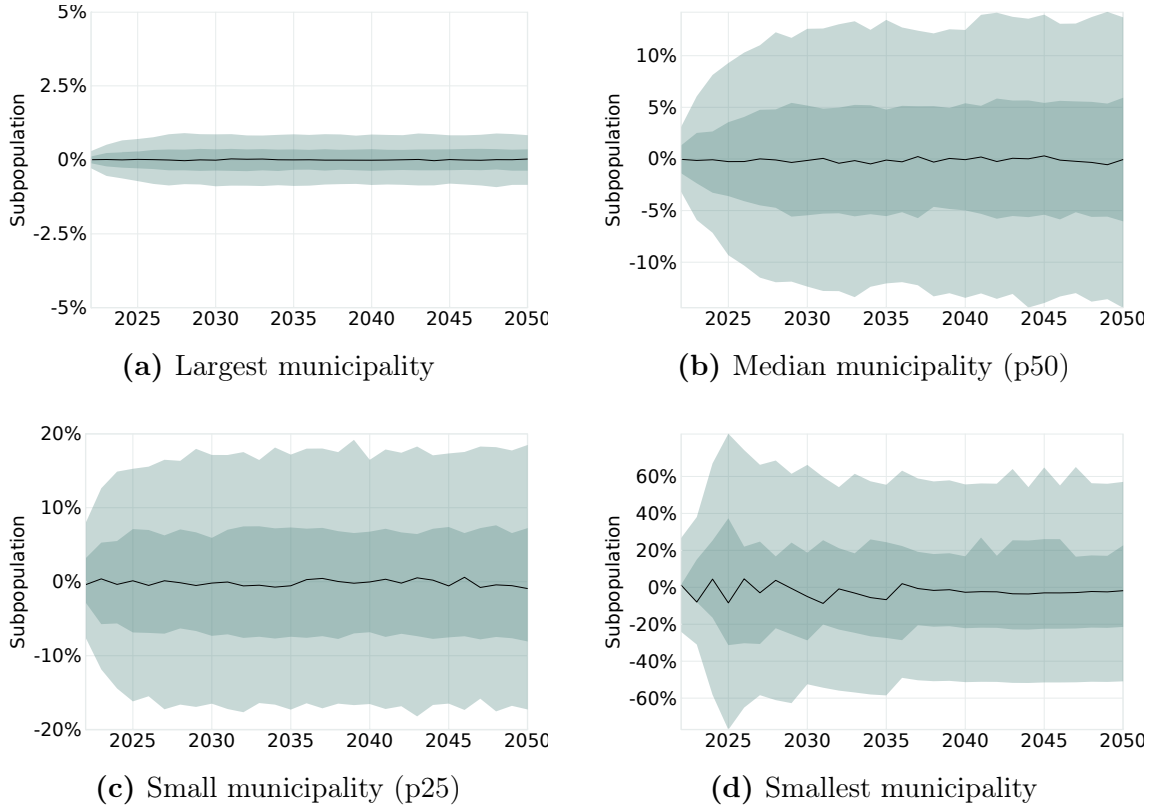 5%
2.5%
0%
-2.5%
-5%
Subpopulation
2025 2030 2035 2040 2045 2050
(a) Largest municipality
10%
5%
0%
-5%
-10%
Subpopulation
2025 2030 2035 2040 2045 2050
(b) Median municipality (p50)
20%
10%
0%
-10%
-20%
Subpopulation
2025 2030 2035 2040 2045 2050
(c) Small municipality (p25)
60%
40%
20%
0%
-20%
-40%
-60%
Subpopulation
2025 2030 2035 2040 2045 2050
(d) Smallest municipality